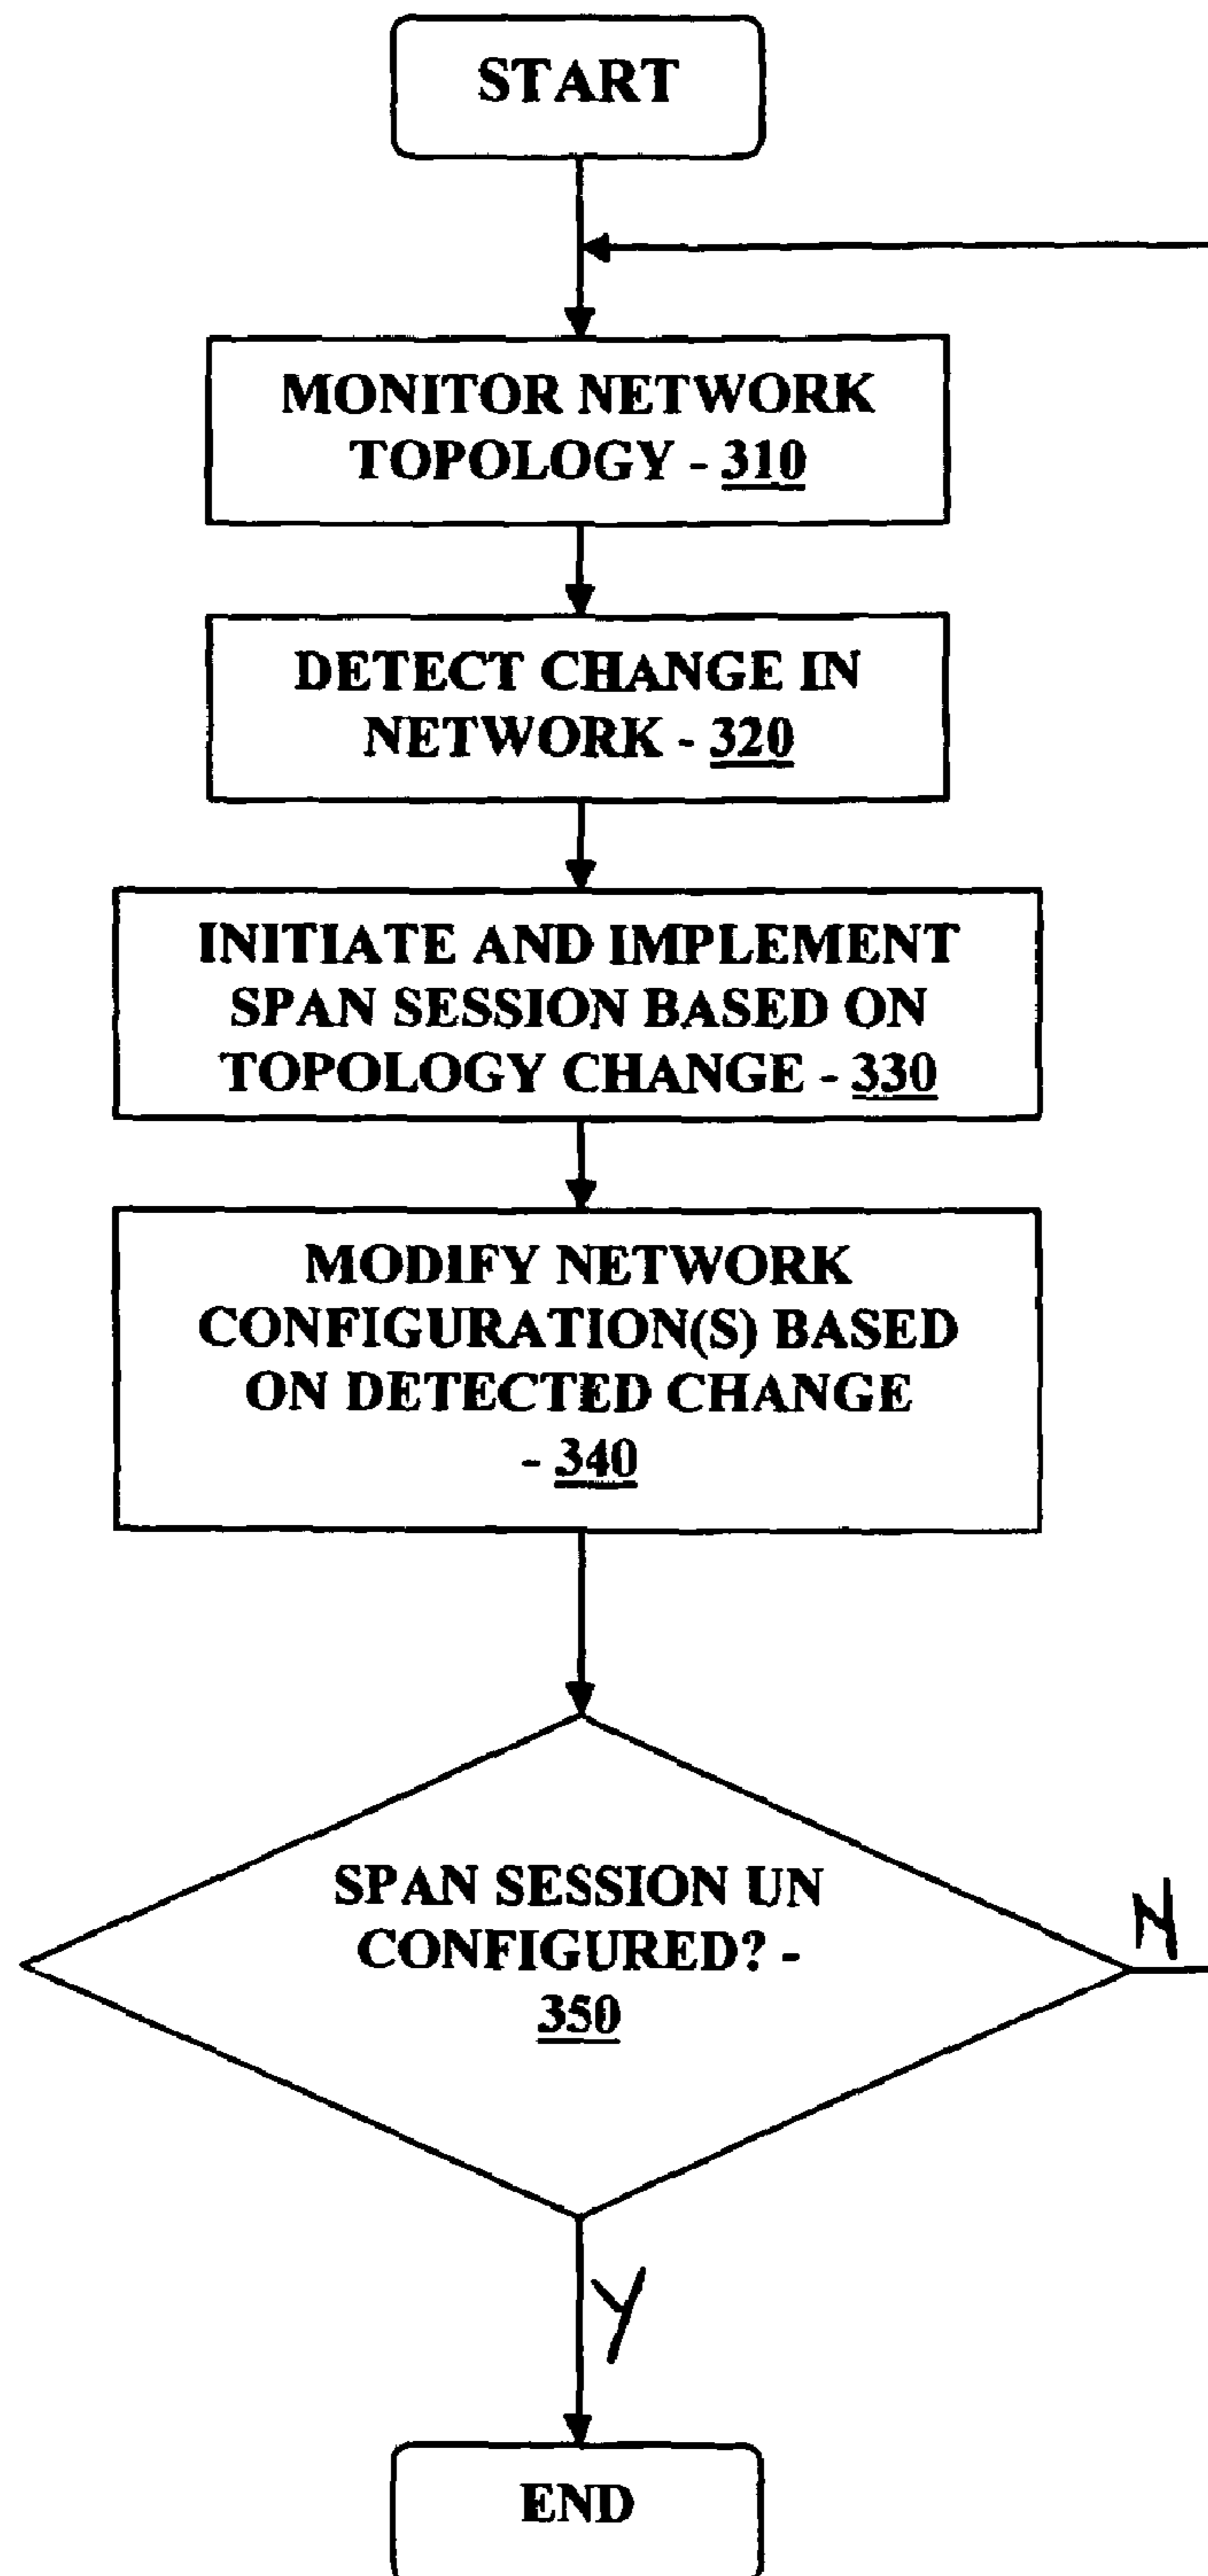 START
MONITOR NETWORK
TOPOLOGY - 310
DETECT CHANGE IN
NETWORK - 320
INITIATE AND IMPLEMENT
SPAN SESSION BASED ON
TOPOLOGY CHANGE - 330
MODIFY NETWORK
CONFIGURATION(S) BASED
ON DETECTED CHANGE
- 340
SPAN SESSION UN
CONFIGURED? -
350
N
Y
END